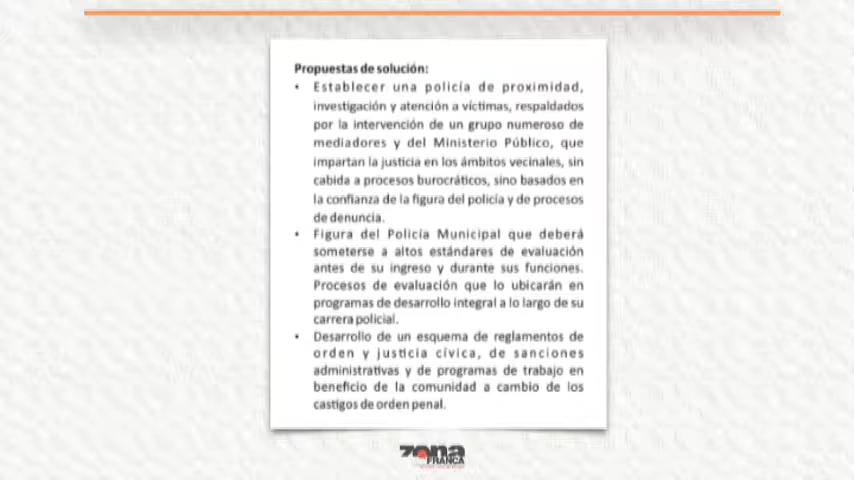 Propuestas de solución:
• Establecer una policía de proximidad,
investigación y atención a víctimas, respaldados
por la intervención de un grupo numeroso de
mediadores y del Ministerio Público, que
impartan la justicia en los ámbitos vecinales, sin
cabida a procesos burocráticos, sino basados en
la confianza de la figura del policía y de procesos
de denuncia.
• Figura del Policía Municipal que deberá
someterse a altos estándares de evaluación
antes de su ingreso y durante sus funciones.
Procesos de evaluación que lo ubicarán en
programas de desarrollo integral a lo largo de su
carrera policial.
• Desarrollo de un esquema de reglamentos de
orden y justicia cívica, de sanciones
administrativas y de programas de trabajo en
beneficio de la comunidad a cambio de los
castigos de orden penal.
zona
FRANCA